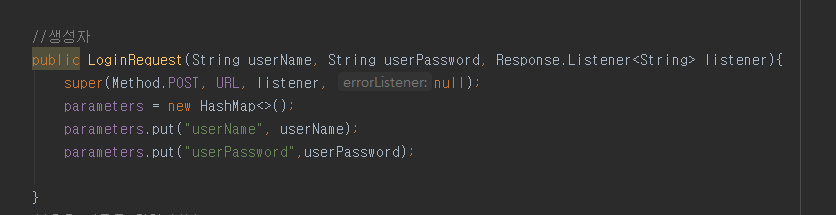 //생성자
public LoginRequest(String userName, String userPassword, Response.Listener<String> listener){
super(Method.POST, URL, listener, errorListener: null);
parameters = new HashMap<>();
parameters.put("userName", userName);
parameters.put("userPassword",userPassword);
}